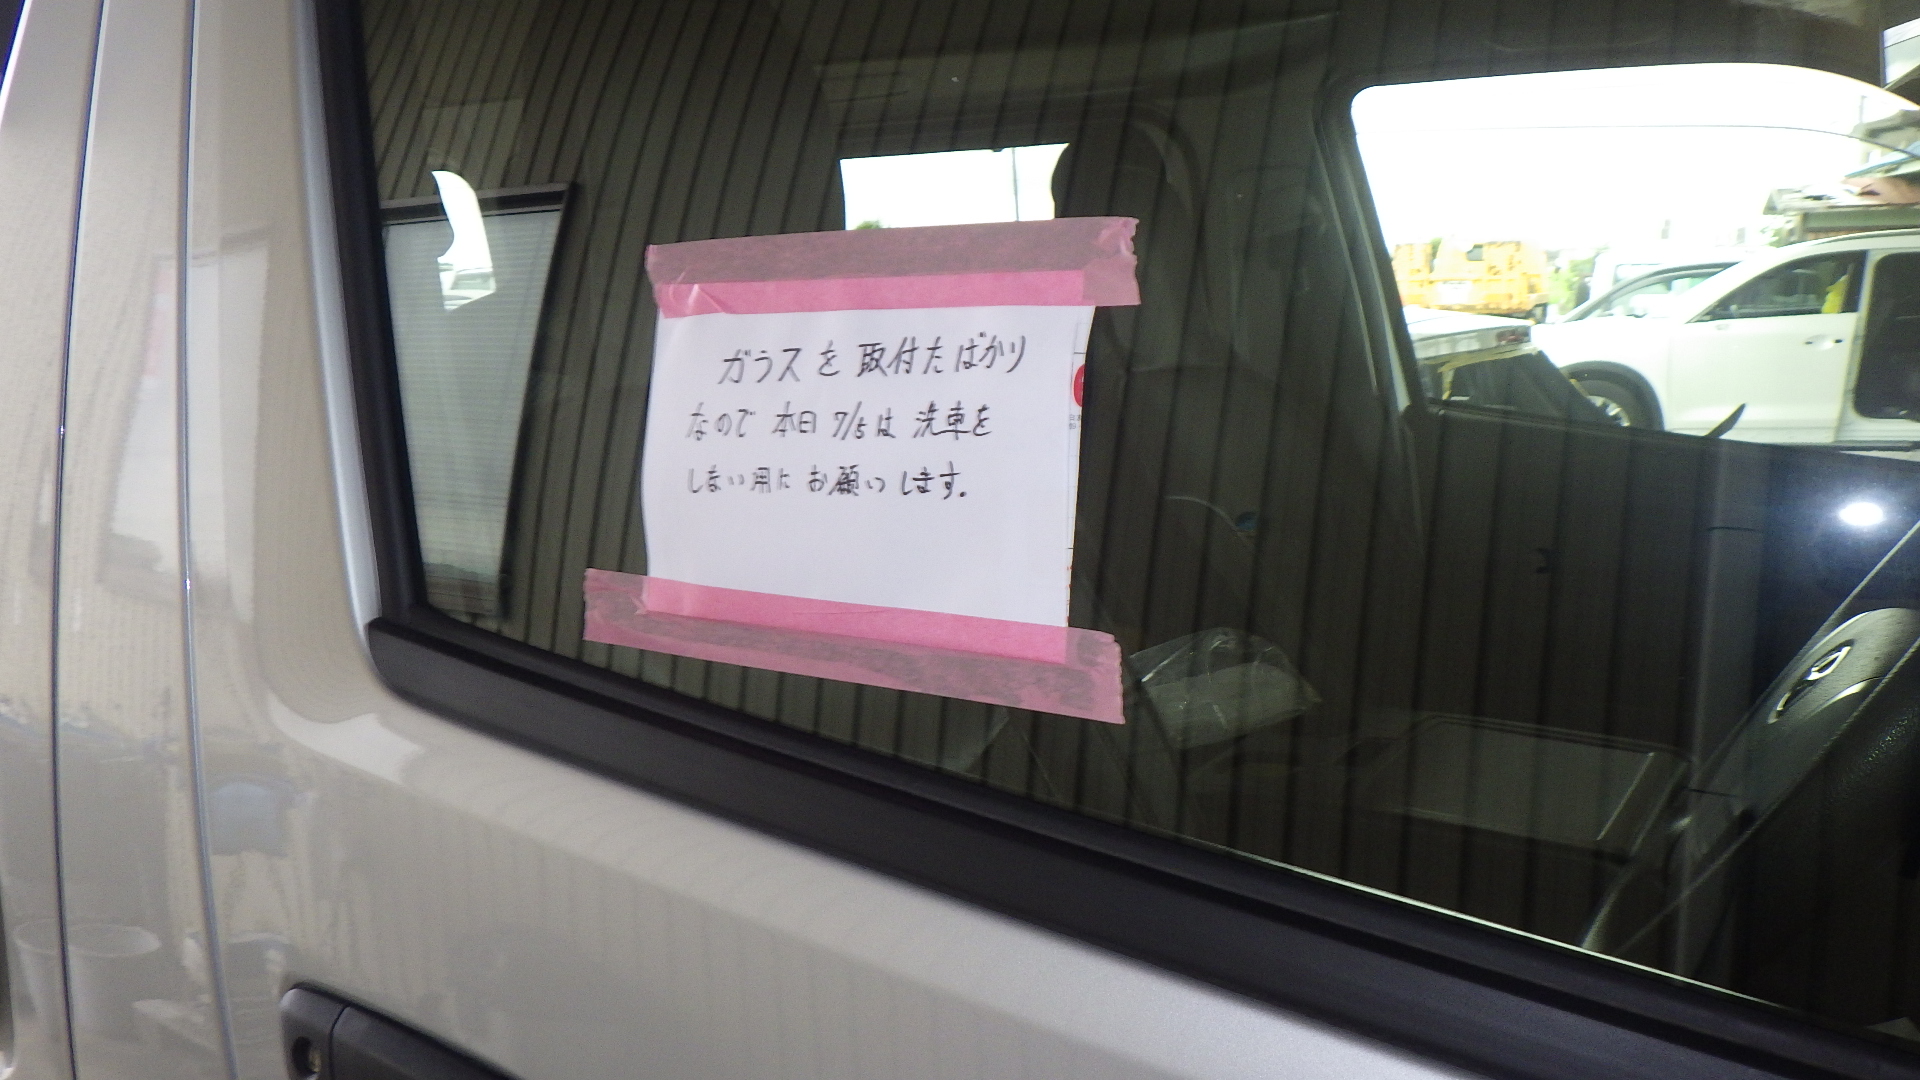 ガラスを取付たばかり
なので本日7/5は洗車を
しない用にお願いします。